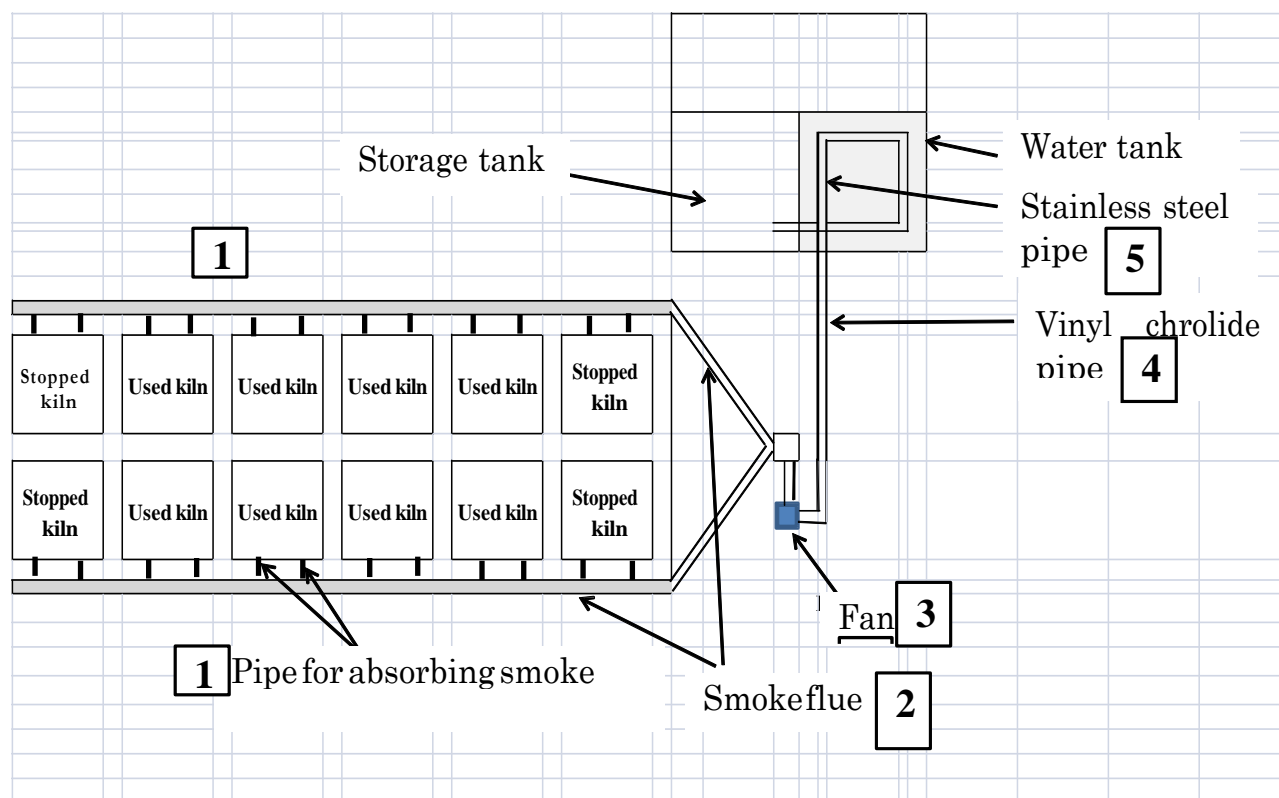 Storage tank
Water tank
Stainless steel
pipe 5
1
Vinyl chrolide
pipe 4
Stopped
kiln
Used kiln
Used kiln
Used kiln
Used kiln
Stopped
kiln
Stopped
kiln
Used kiln
Used kiln
Used kiln
Used kiln
Stopped
kiln
Fan 3
1 Pipe for absorbing smoke
Smoke flue 2